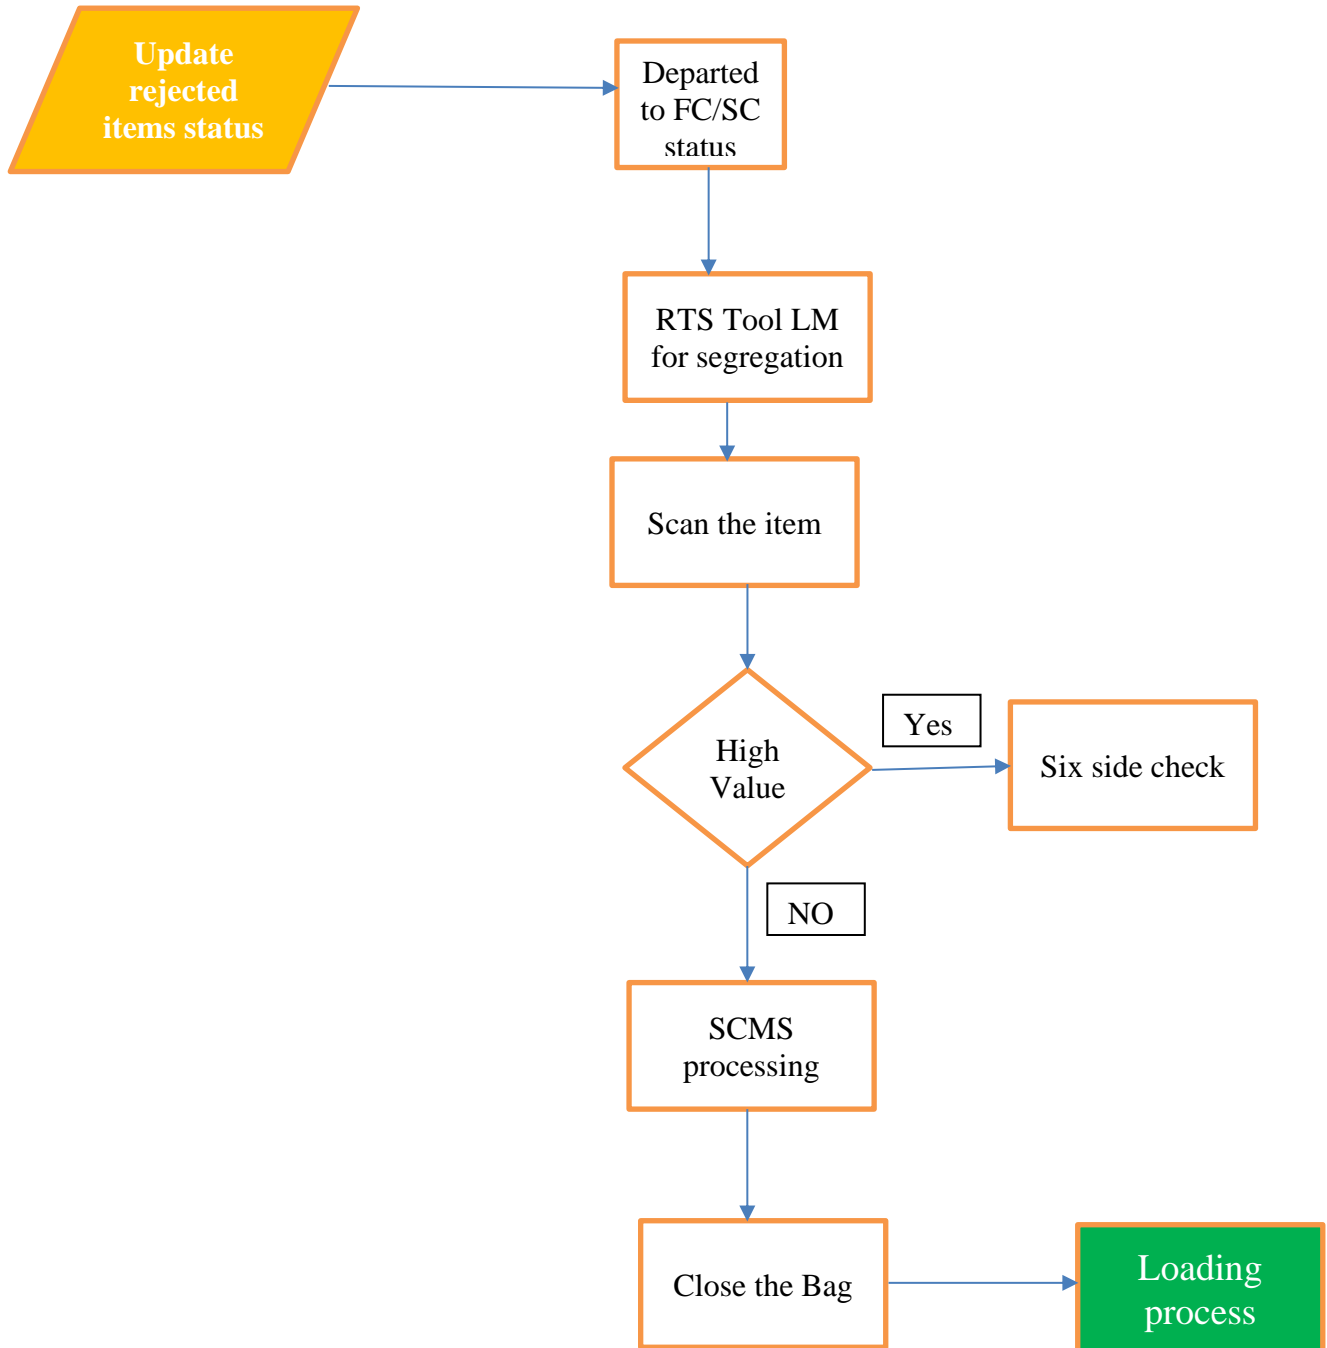 Update
rejected
items status
Departed
to FC/SC
status
RTS Tool LM
for segregation
Scan the item
High
Value
Yes
Six side check
NO
SCMS
processing
Close the Bag
Loading
process